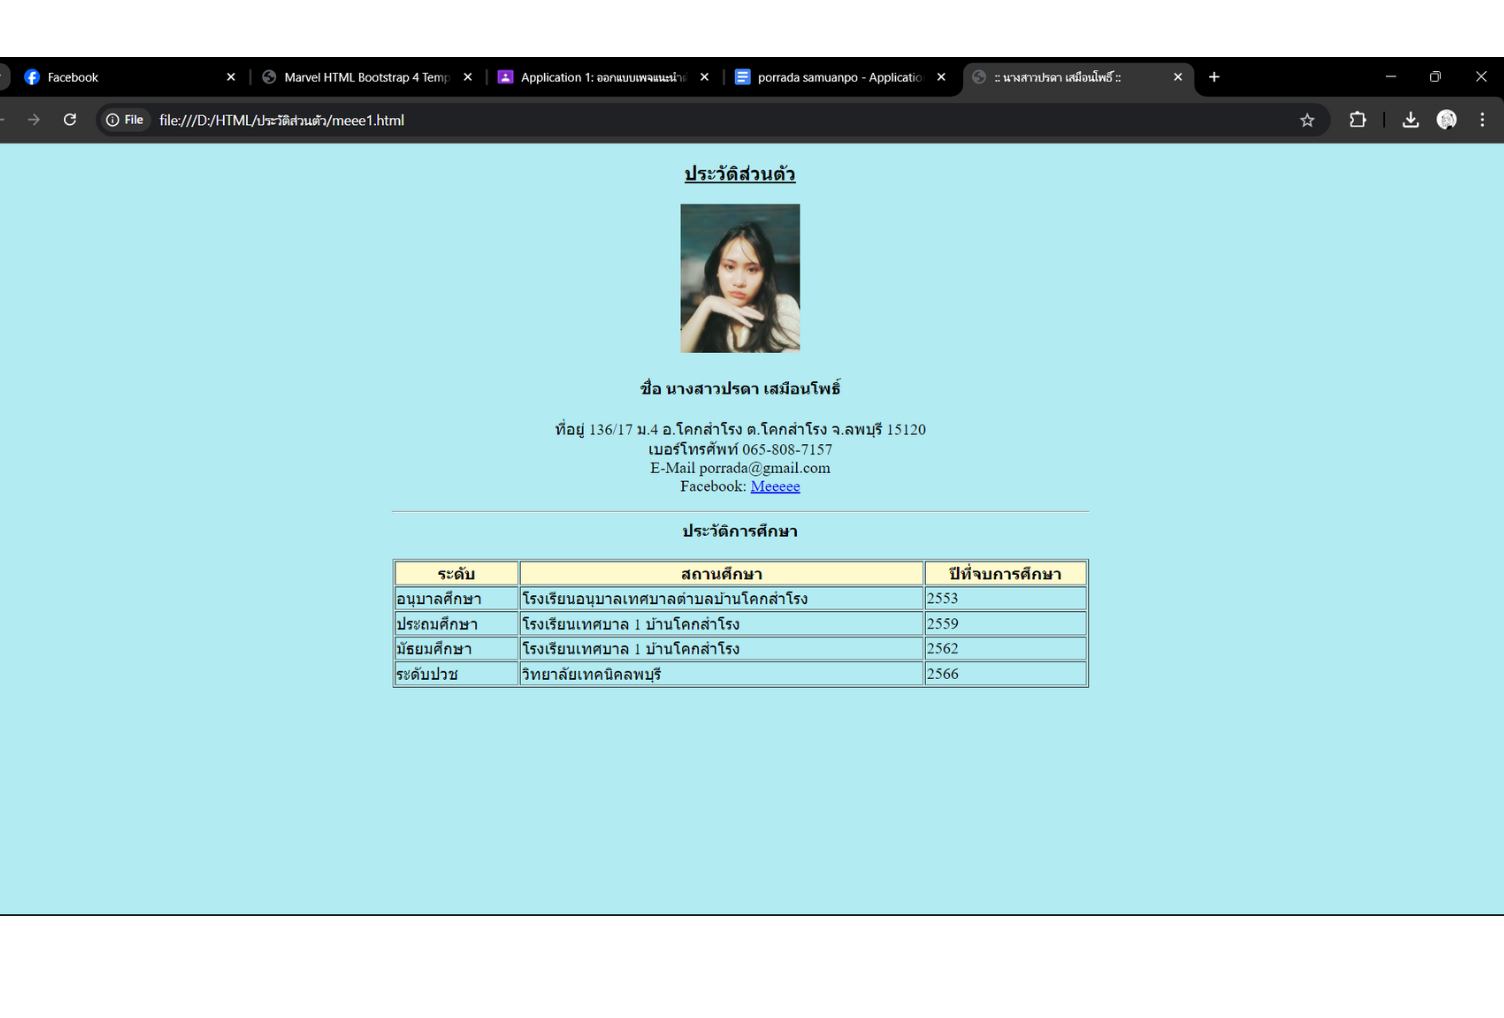 Facebook
Marvel HTML Bootstrap 4 Temp
Application 1: ออกแบบเพจแนะนำ
porrada samuanpo - Applicatio
:: นางสาวปรดา เสมือนโพธิ์ ::
File
file:///D:/HTML/ประวัติส่วนตัว/meee1.html
ประวัติส่วนตัว
ชื่อ นางสาวปรดา เสมือนโพธิ์
ที่อยู่ 136/17 ม.4 อ.โคกสำโรง ต.โคกสำโรง จ.ลพบุรี 15120
เบอร์โทรศัพท์ 065-808-7157
E-Mail porrada@gmail.com
Facebook: Meeeee
ประวัติการศึกษา
ระดับ สถานศึกษา ปีที่จบการศึกษา
อนุบาลศึกษา โรงเรียนอนุบาลเทศบาลตำบลบ้านโคกสำโรง 2553
ประถมศึกษา โรงเรียนเทศบาล 1 บ้านโคกสำโรง 2559
มัธยมศึกษา โรงเรียนเทศบาล 1 บ้านโคกสำโรง 2562
ระดับปวช วิทยาลัยเทคนิคลพบุรี 2566